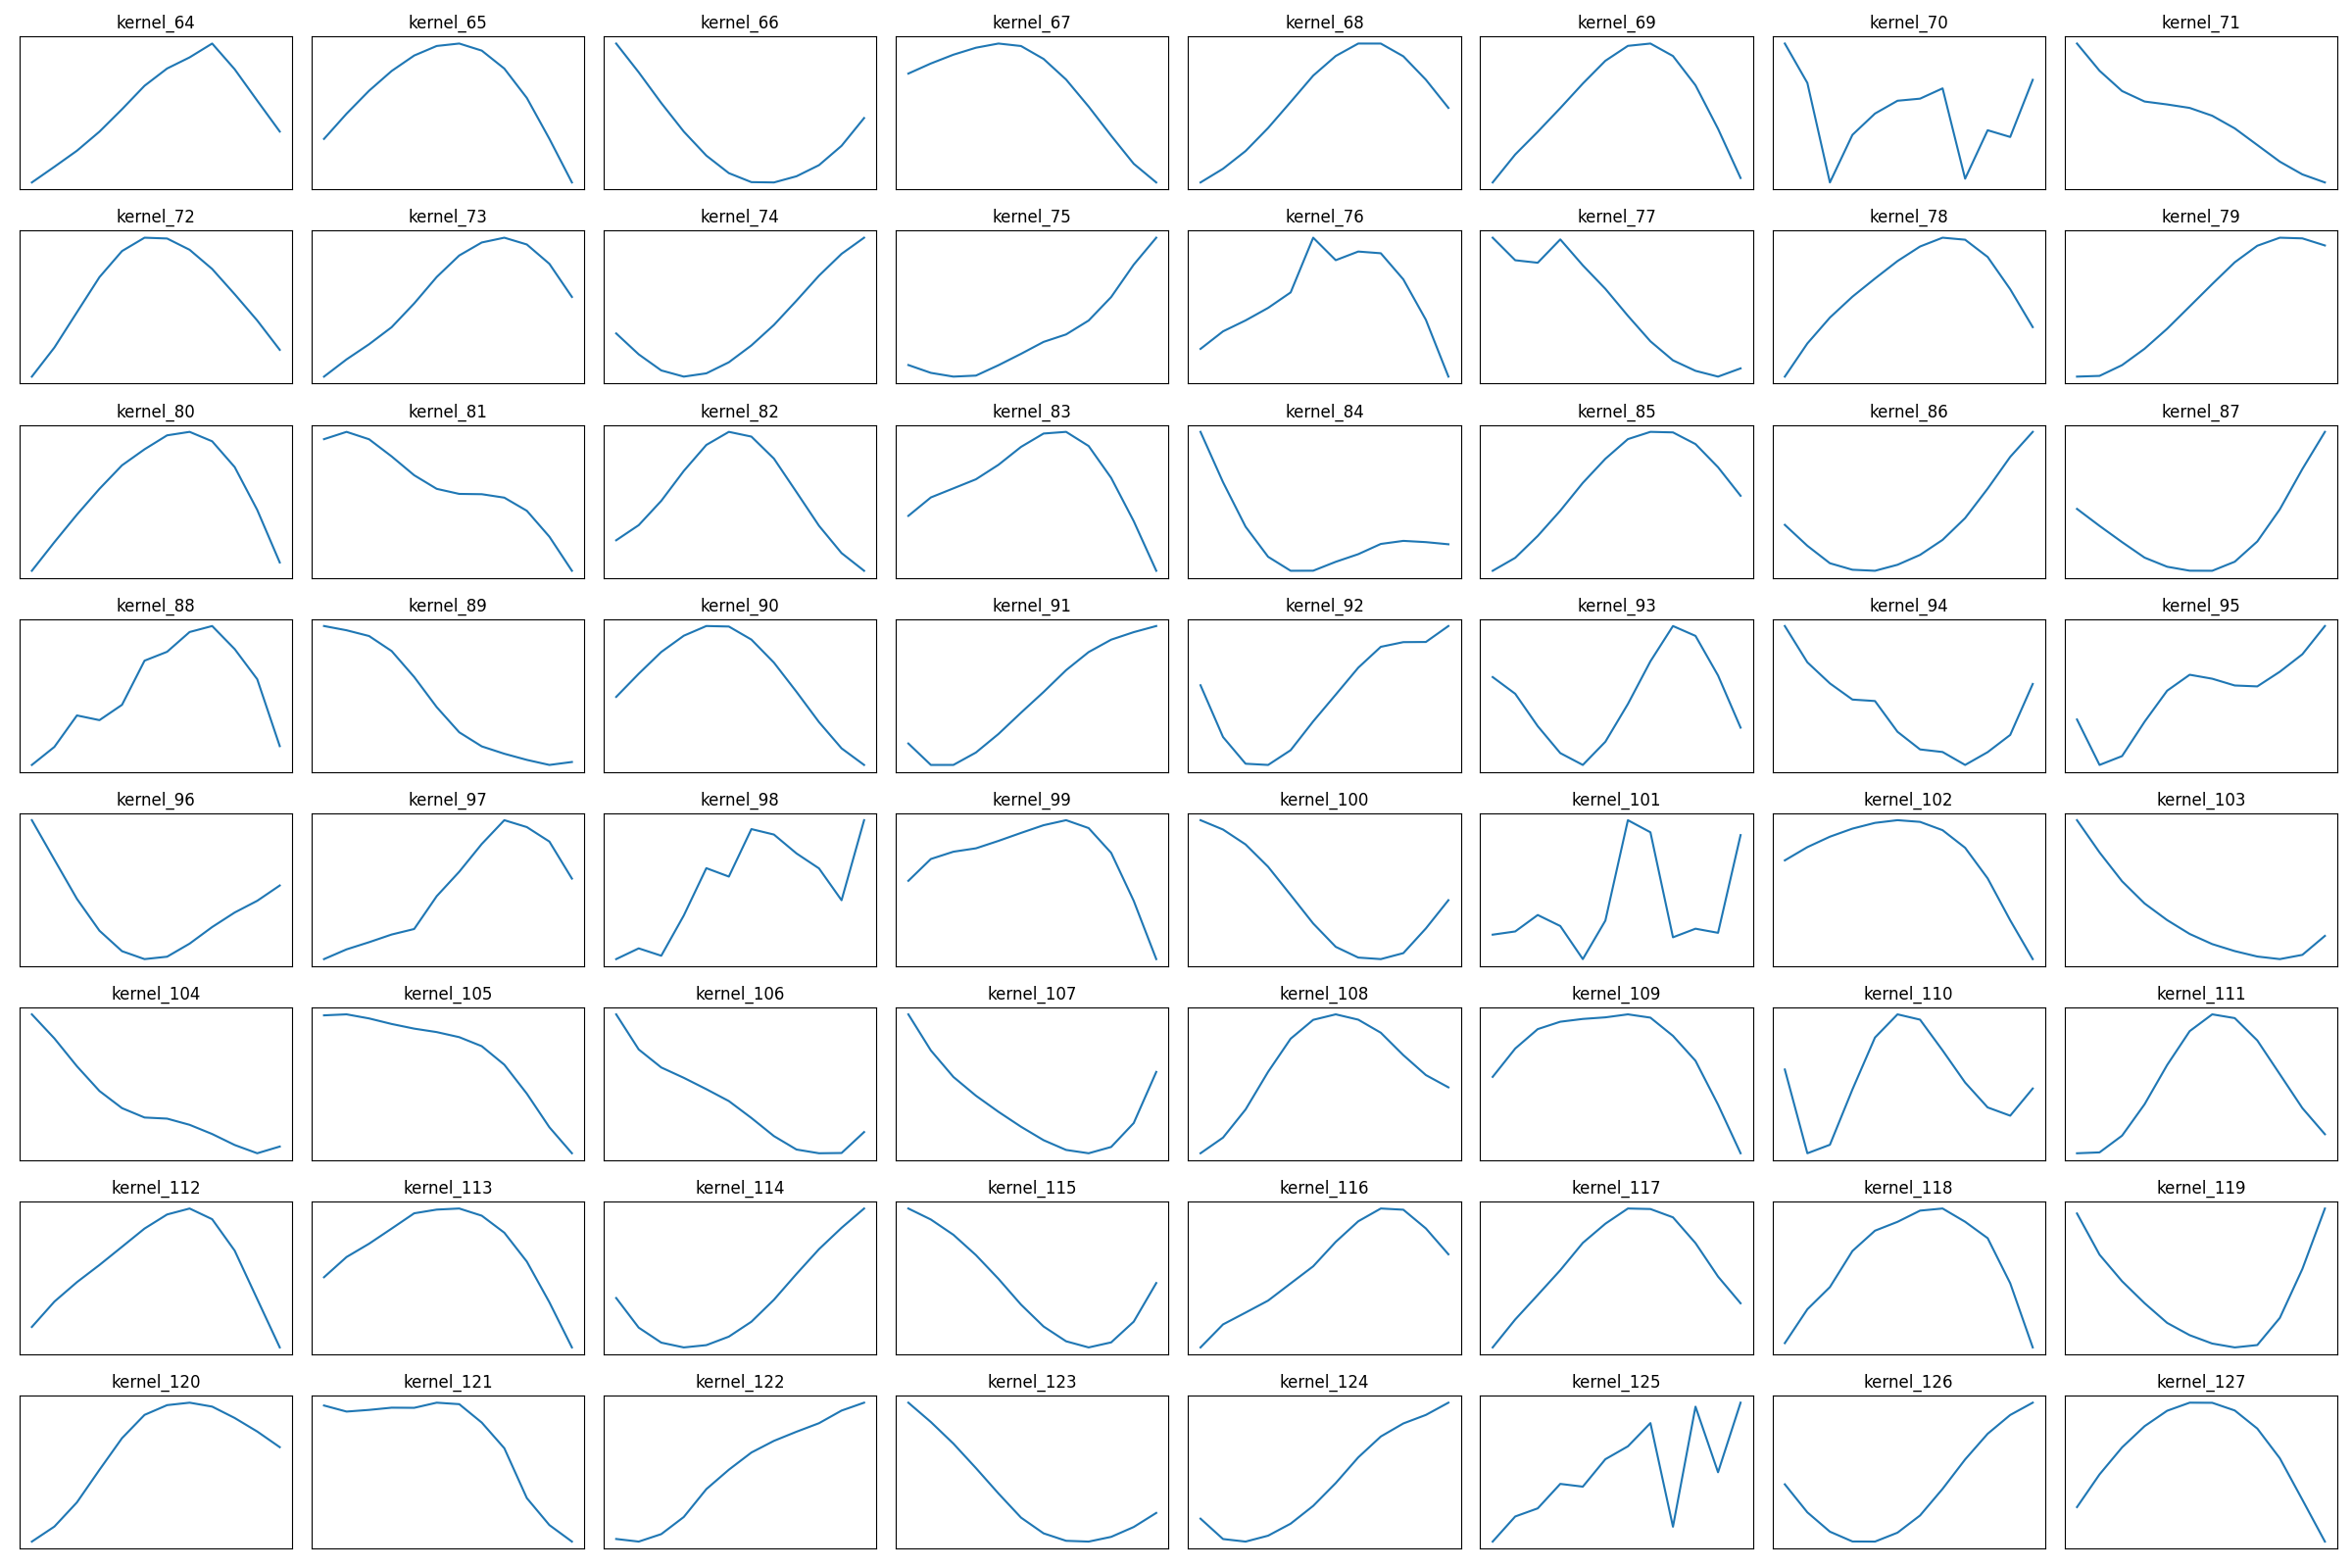 kernel_64 kernel_65 kernel_66 kernel_67 kernel_68 kernel_69 kernel_70 kernel_71
kernel_72 kernel_73 kernel_74 kernel_75 kernel_76 kernel_77 kernel_78 kernel_79
kernel_80 kernel_81 kernel_82 kernel_83 kernel_84 kernel_85 kernel_86 kernel_87
kernel_88 kernel_89 kernel_90 kernel_91 kernel_92 kernel_93 kernel_94 kernel_95
kernel_96 kernel_97 kernel_98 kernel_99 kernel_100 kernel_101 kernel_102 kernel_103
kernel_104 kernel_105 kernel_106 kernel_107 kernel_108 kernel_109 kernel_110 kernel_111
kernel_112 kernel_113 kernel_114 kernel_115 kernel_116 kernel_117 kernel_118 kernel_119
kernel_120 kernel_121 kernel_122 kernel_123 kernel_124 kernel_125 kernel_126 kernel_127